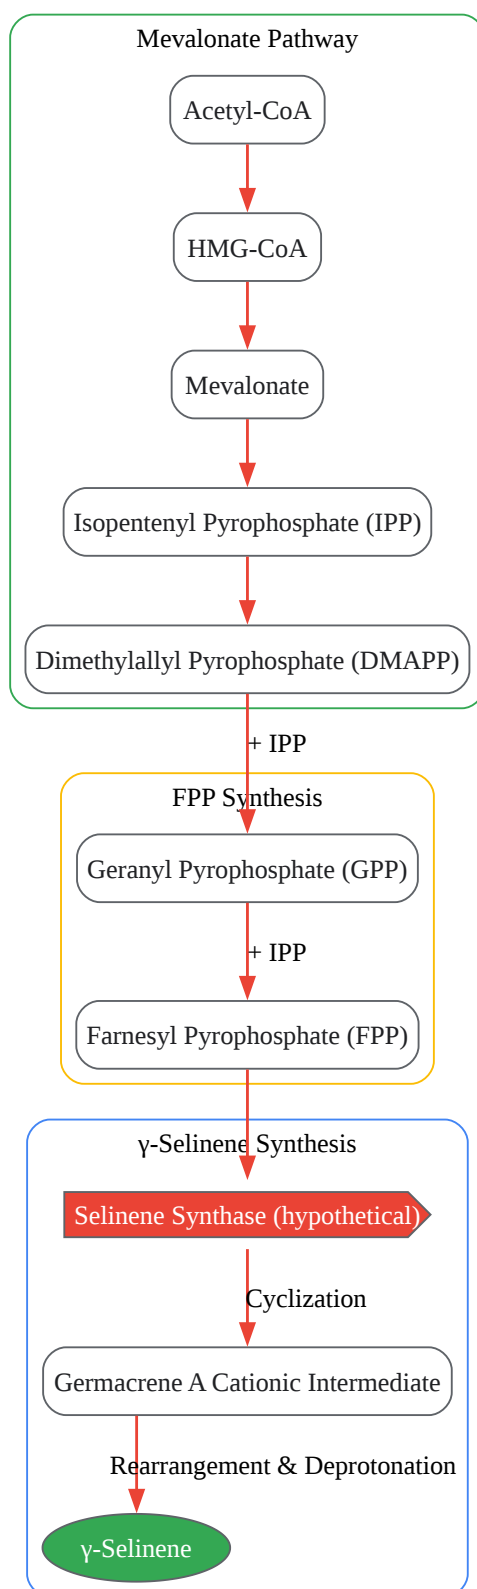 Mevalonate Pathway
Acetyl-CoA
HMG-CoA
Mevalonate
Isopentenyl Pyrophosphate (IPP)
Dimethylallyl Pyrophosphate (DMAPP)
+ IPP
FPP Synthesis
Geranyl Pyrophosphate (GPP)
+ IPP
Farnesyl Pyrophosphate (FPP)
γ-Selinene Synthesis
Selinene Synthase (hypothetical)
Cyclization
Germacrene A Cationic Intermediate
Rearrangement & Deprotonation
γ-Selinene